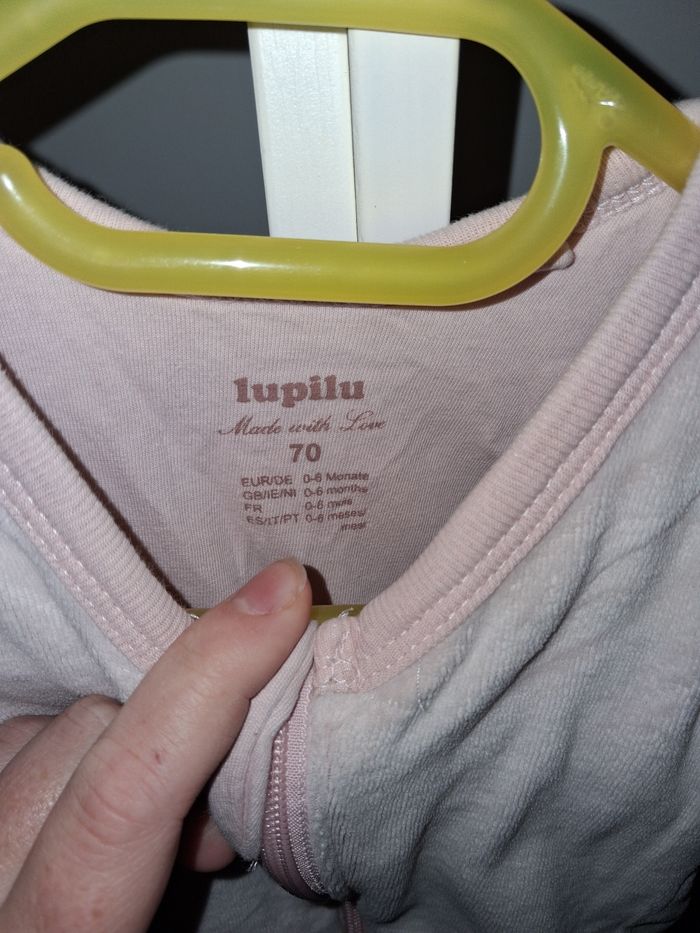 lupilu
Made with Love
70
EUR/DE 0-6 Monate
GB/IE/NI 0-6 months
FR 0-6 mois
ES/IT/PT 0-6 meses/
mesi